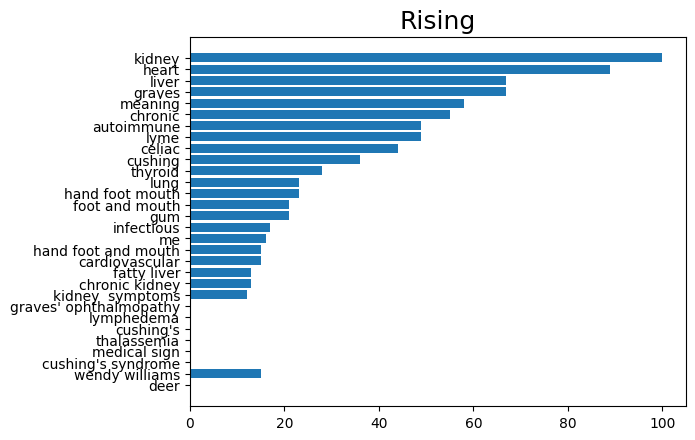 Rising
kidney
heart
liver
graves
meaning
chronic
autoimmune
lyme
celiac
cushing
thyroid
lung
hand foot mouth
foot and mouth
gum
infectious
me
hand foot and mouth
cardiovascular
fatty liver
chronic kidney
kidney  symptoms
graves' ophthalmopathy
lymphedema
cushing's
thalassemia
medical sign
cushing's syndrome
wendy williams
deer
0 20 40 60 80 100